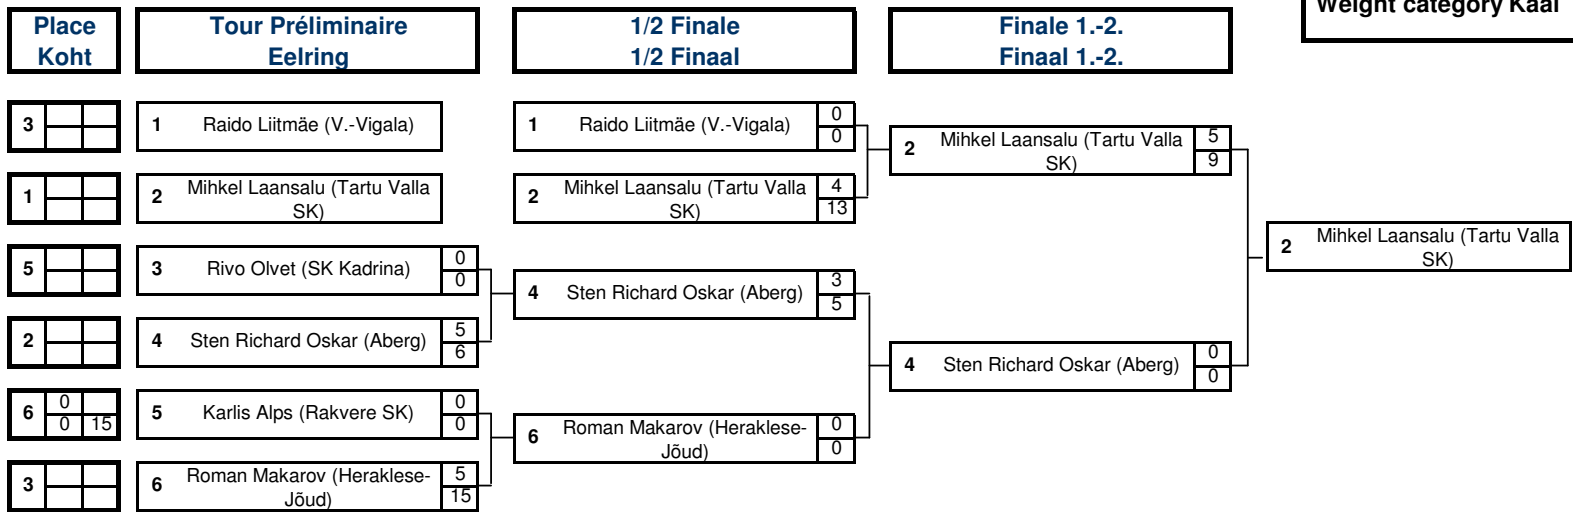 Weight category Kaal
Place
Koht
Tour Préliminaire
Eelring
1/2 Finale
1/2 Finaal
Finale 1.-2.
Finaal 1.-2.
3
1 Raido Liitmäe (V.-Vigala)
1 Raido Liitmäe (V.-Vigala)
0
0
2 Mihkel Laansalu (Tartu Valla
SK)
5
9
1
2 Mihkel Laansalu (Tartu Valla
SK)
2 Mihkel Laansalu (Tartu Valla
SK)
4
13
2 Mihkel Laansalu (Tartu Valla
SK)
5
3 Rivo Olvet (SK Kadrina)
0
0
4 Sten Richard Oskar (Aberg)
3
5
2
4 Sten Richard Oskar (Aberg)
5
6
4 Sten Richard Oskar (Aberg)
0
0
6
0
0 15
5 Karlis Alps (Rakvere SK)
0
0
6 Roman Makarov (Heraklese-
Jõud)
0
0
3
6 Roman Makarov (Heraklese-
Jõud)
5
15